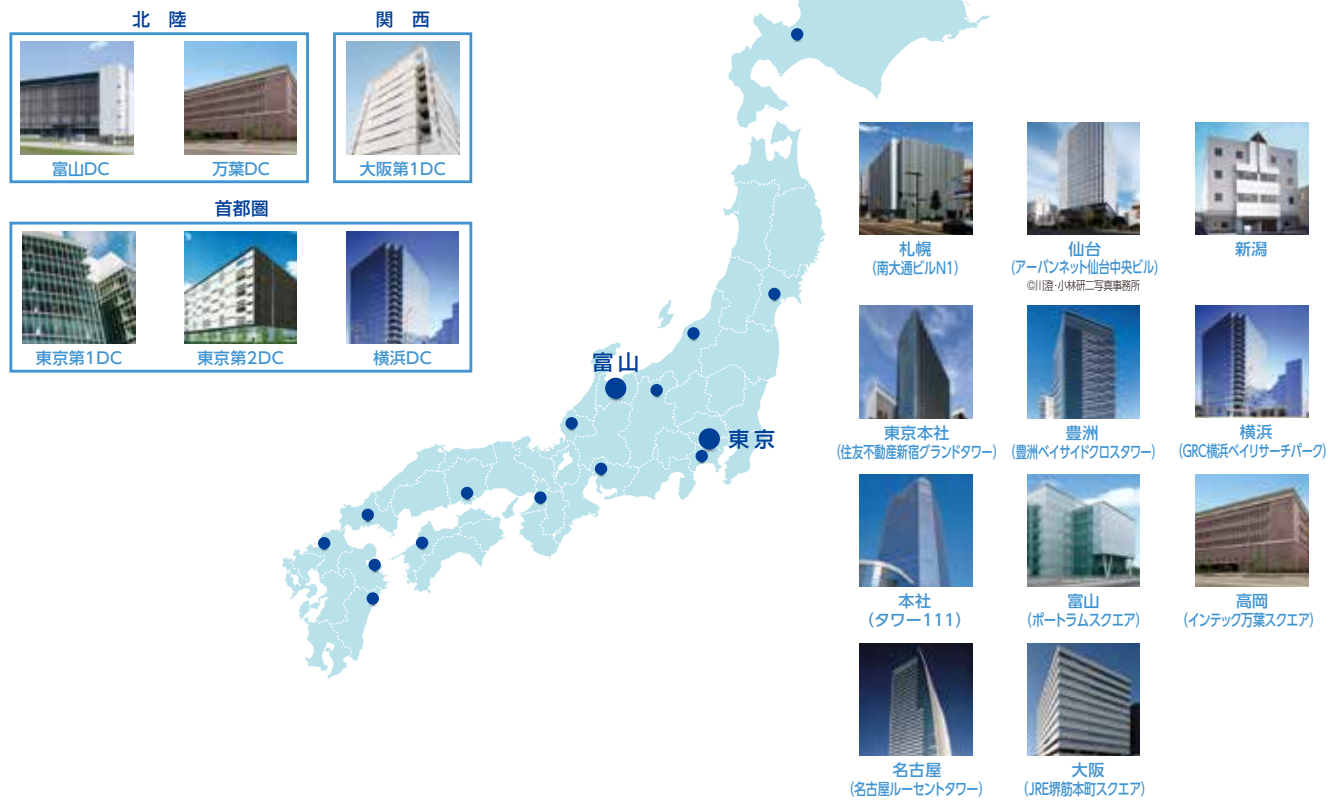 北 陸
関 西
富山DC
万葉DC
大阪第1DC
首都圏
東京第1DC
東京第2DC
横浜DC
富山
東京
札幌
(南大通ビルN1)
仙台
(アーバンネット仙台中央ビル)
©川澄・小林研二写真事務所
新潟
東京本社
(住友不動産新宿グランドタワー)
豊洲
(豊洲ベイサイドクロスタワー)
横浜
(GRC横浜ベイリサーチパーク)
本社
(タワー111)
富山
(ポートラムスクエア)
高岡
(インテック万葉スクエア)
名古屋
(名古屋ルーセントタワー)
大阪
(JRE堺筋本町スクエア)